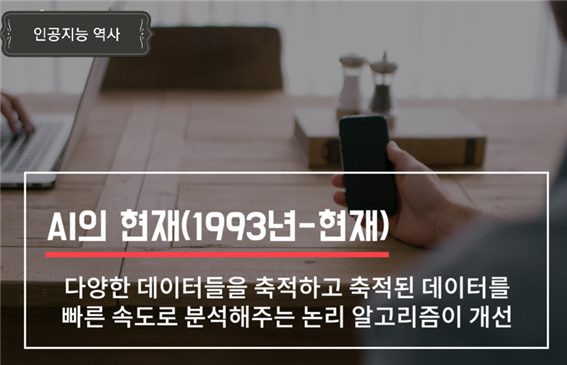 인공지능 역사
AI의 현재(1993년-현재)
다양한 데이터들을 축적하고 축적된 데이터를
빠른 속도로 분석해주는 논리 알고리즘이 개선